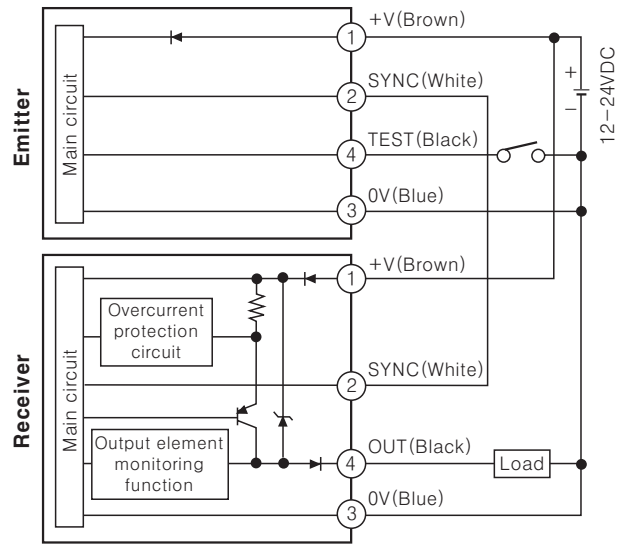 Emitter
Main circuit
1
+V(Brown)
2
SYNC(White)
4
TEST(Black)
3
0V(Blue)
+
−
12−24VDC
Receiver
Main circuit
Overcurrent
protection
circuit
Output element
monitoring
function
1
+V(Brown)
2
SYNC(White)
4
OUT(Black)
Load
3
0V(Blue)